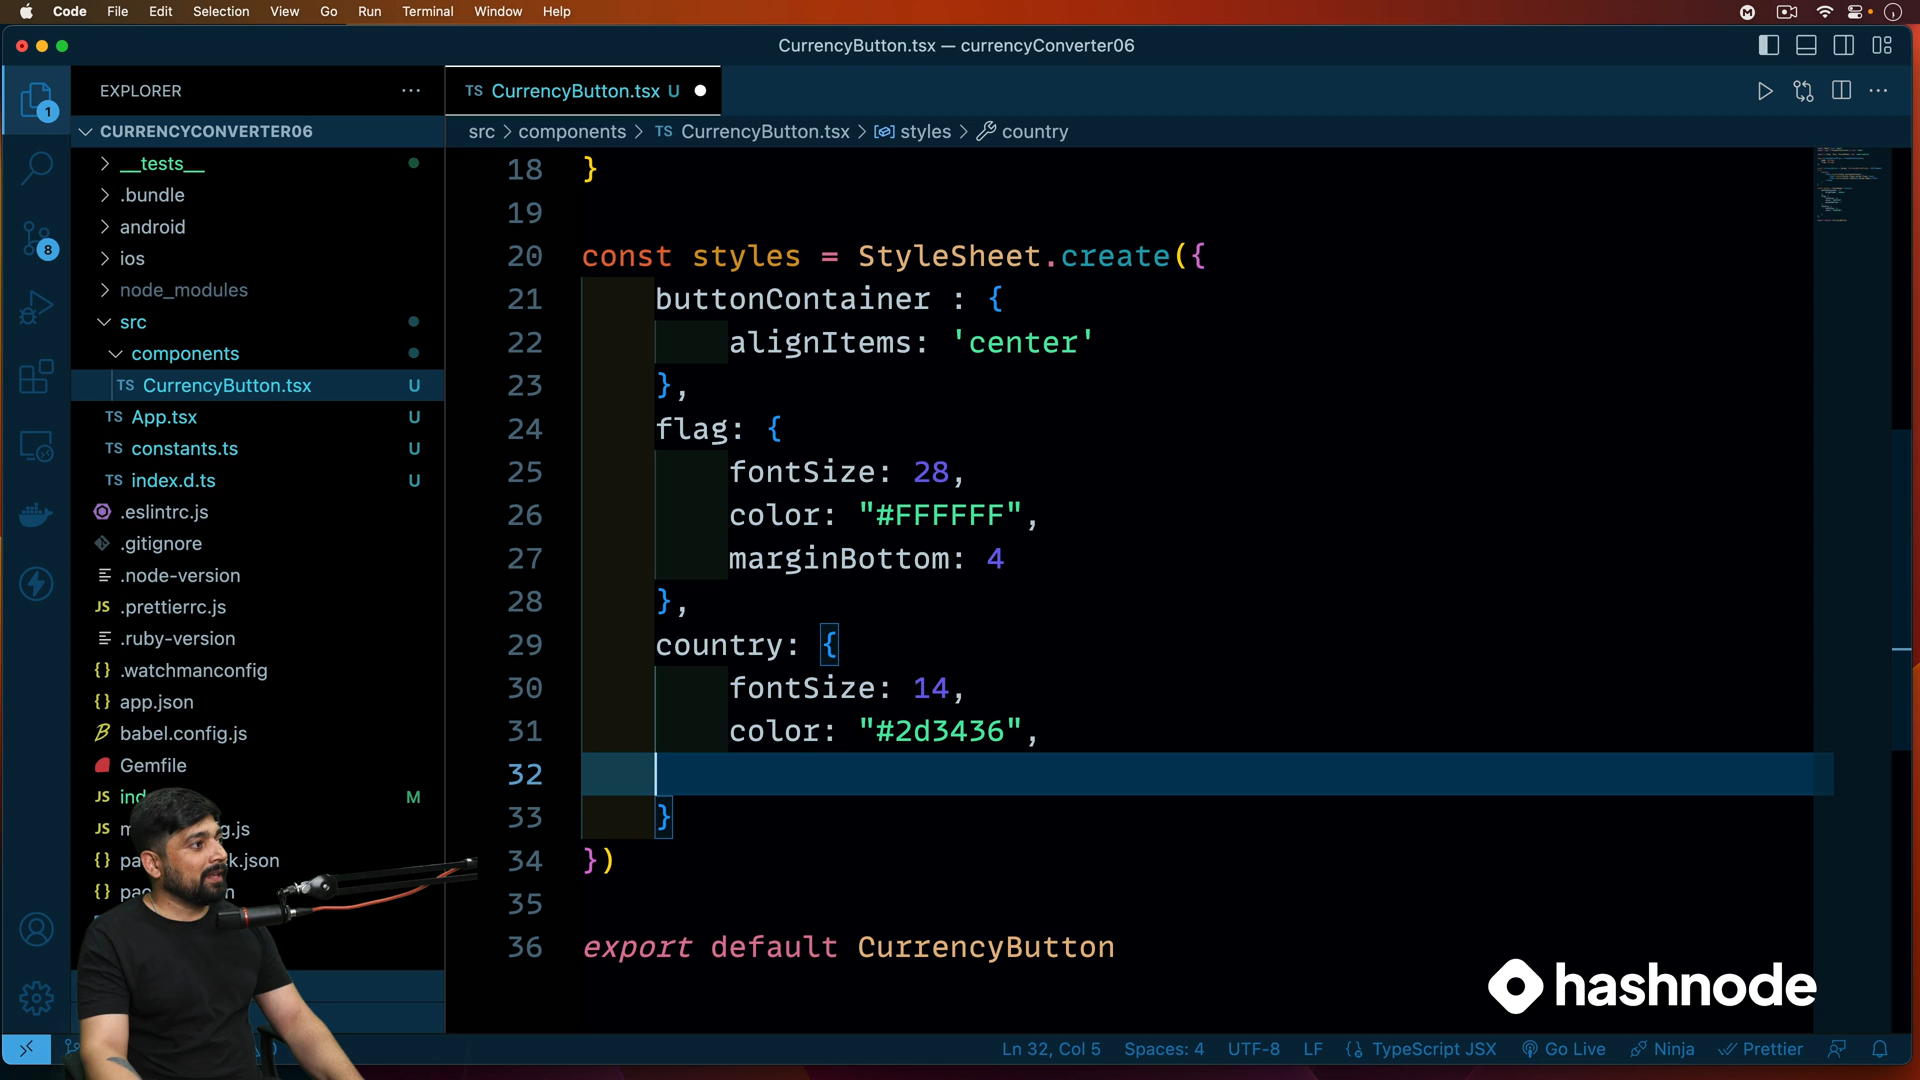 Code File Edit Selection View Go Run Terminal Window Help
CurrencyButton.tsx — currencyConverter06
EXPLORER
TS CurrencyButton.tsx U
1
CURRENCYCONVERTER06
src > components > TS CurrencyButton.tsx > styles > country
__tests__
.bundle
android
8
ios
node_modules
src
components
TS CurrencyButton.tsx U
TS App.tsx U
TS constants.ts U
TS index.d.ts U
.eslintrc.js
.gitignore
.node-version
JS .prettierrc.js
.ruby-version
{} .watchmanconfig
{} app.json
babel.config.js
Gemfile
JS M
JS
{}
{}
18 }
19
20 const styles = StyleSheet.create({
21 buttonContainer : {
22 alignItems: 'center'
23 },
24 flag: {
25 fontSize: 28,
26 color: "#FFFFFF",
27 marginBottom: 4
28 },
29 country: {
30 fontSize: 14,
31 color: "#2d3436",
32
33 }
34 })
35
36 export default CurrencyButton
hashnode
Ln 32, Col 5 Spaces: 4 UTF-8 LF TypeScript JSX Go Live Ninja Prettier